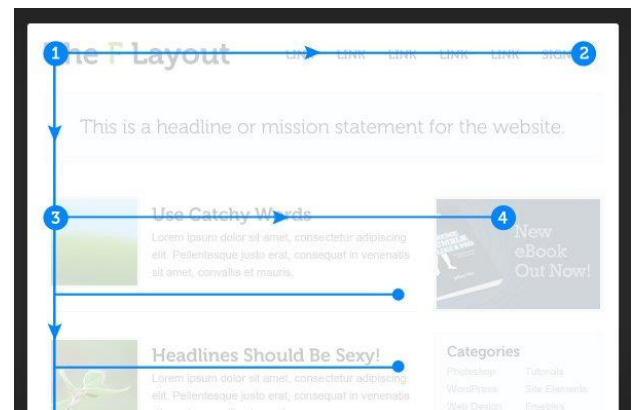 The F Layout
LINK LINK LINK LINK LINK
1 2
This is a headline or mission statement for the website.
3 4
Use Catchy Words
Lorem ipsum dolor sit amet, consectetur adipiscing
elit. Pellentesque justo erat, consequat in venenatis
sit amet, convallis et mauris.
New
eBook
Out Now!
Headlines Should Be Sexy!
Lorem ipsum dolor sit amet, consectetur adipiscing
elit. Pellentesque justo erat, consequat in venenatis
Categories
Photoshop Tutorials
WordPress Site Elements
Web Design Freebies